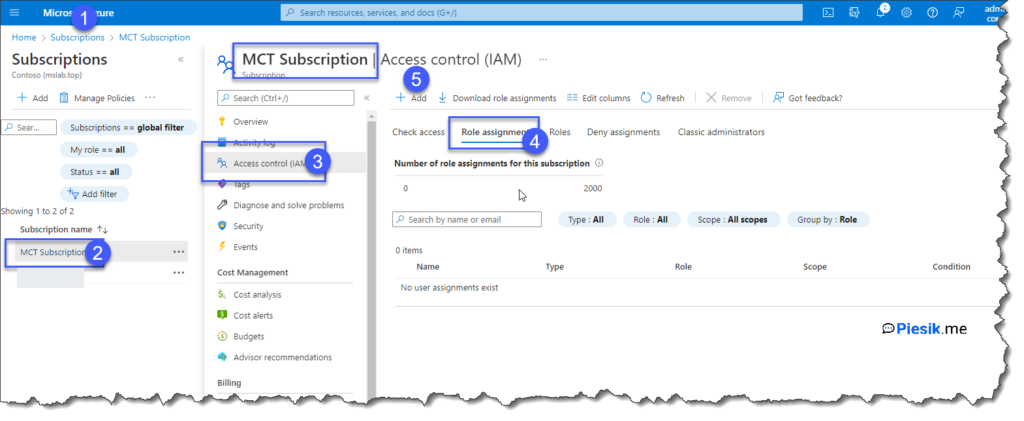 Microsoft Azure
1
Search resources, services, and docs (G+/)
2
Home > Subscriptions > MCT Subscription
Subscriptions
Contoso (mslab.top)
Add Manage Policies
Sear...
Subscriptions == global filter
My role == all
Status == all
Add filter
Showing 1 to 2 of 2
Subscription name
MCT Subscription
2
MCT Subscription | Access control (IAM)
Subscription
Search (Ctrl+/)
Overview
Activity log
Access control (IAM)
3
Tags
Diagnose and solve problems
Security
Events
Cost Management
Cost analysis
Cost alerts
Budgets
Advisor recommendations
Billing
5
Add Download role assignments Edit columns Refresh Remove Got feedback?
Check access Role assignments Roles Deny assignments Classic administrators
4
Number of role assignments for this subscription
0 2000
Search by name or email
Type : All Role : All Scope : All scopes Group by : Role
0 items
Name Type Role Scope Condition
No user assignments exist
Piesik.me